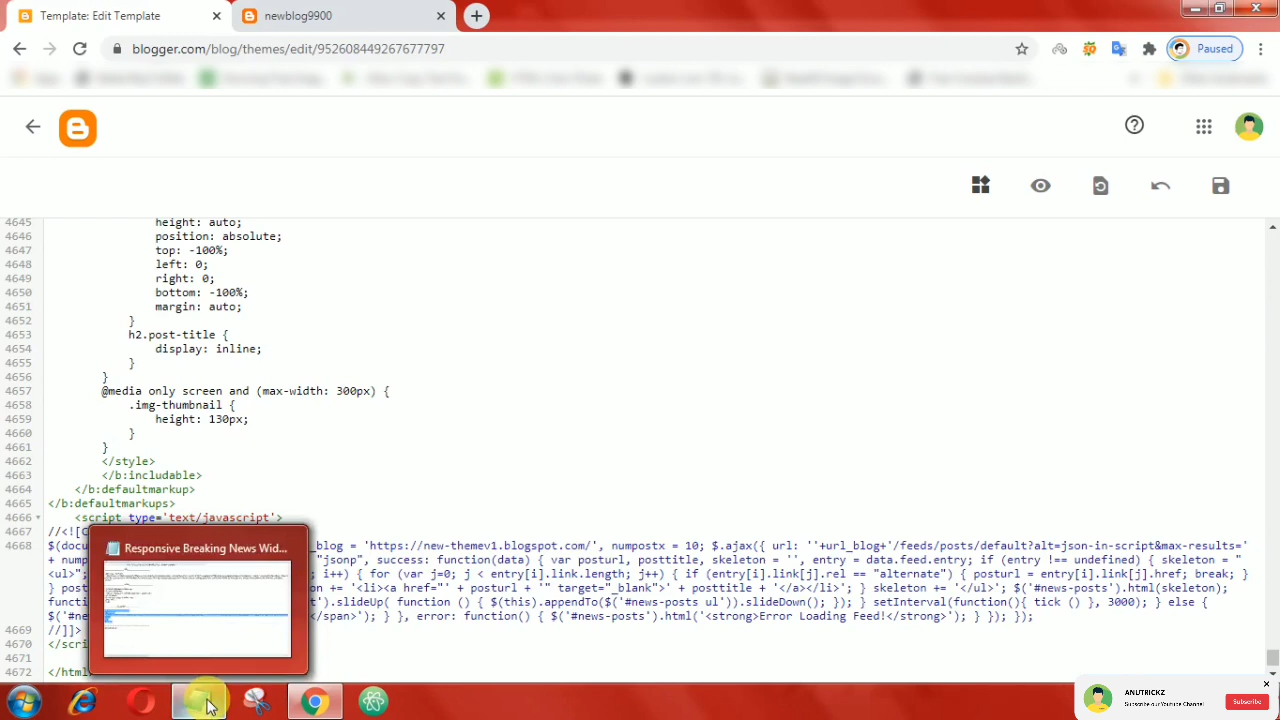 Template: Edit Template
newblog9900
blogger.com/blog/themes/edit/952608449267677797
Paused
4645 height: auto;
4646 position: absolute;
4647 top: -100%;
4648 left: 0;
4649 right: 0;
4650 bottom: -100%;
4651 margin: auto;
4652 }
4653 h2.post-title {
4654 display: inline;
4655 }
4656 }
4657 @media only screen and (max-width: 300px) {
4658 .img-thumbnail {
4659 height: 130px;
4660 }
4661 }
4662 </style>
4663 </b:includable>
4664 </b:defaultmarkup>
4665 </b:defaultmarkups>
4666 <script type='text/javascript'>
4667 //<![C
4668 $(docu _blog = 'https://new-themev1.blogspot.com/', numpostx = 10; $.ajax({ url: ''+url_blog+'/feeds/posts/default?alt=json-in-script&max-results='
+ nump "jsonp", success: function(data) { var posturl, posttitle, skeleton = '', entry = data.feed.entry; if (entry !== undefined) { skeleton =
<ul>"; i++) { for (var j=0; j < entry[i].link.length; j++) { if (entry[i].link[j].rel == "alternate") { posturl = entry[i].link[j].href; break; }
} post ion += '<li><a href="' + posturl + '" target="_blank">' + posttitle + '</a></li>'; } skeleton += '</ul>'; $('#news-posts').html(skeleton);
functi t').slideUp( function () { $(this).appendTo($('#news-posts ul')).slideDown(); }); } setInterval(function(){ tick () }, 3000); } else {
$('#ne /span>'); } }, error: function() { $('#news-posts').html('<strong>Error Loading Feed!</strong>'); } }); });
4669 //]]>
4670 </scri
4671
4672 </html
Responsive Breaking News Wid...
ANUTRICKZ
Subscribe our Youtube Channel
Subscribe